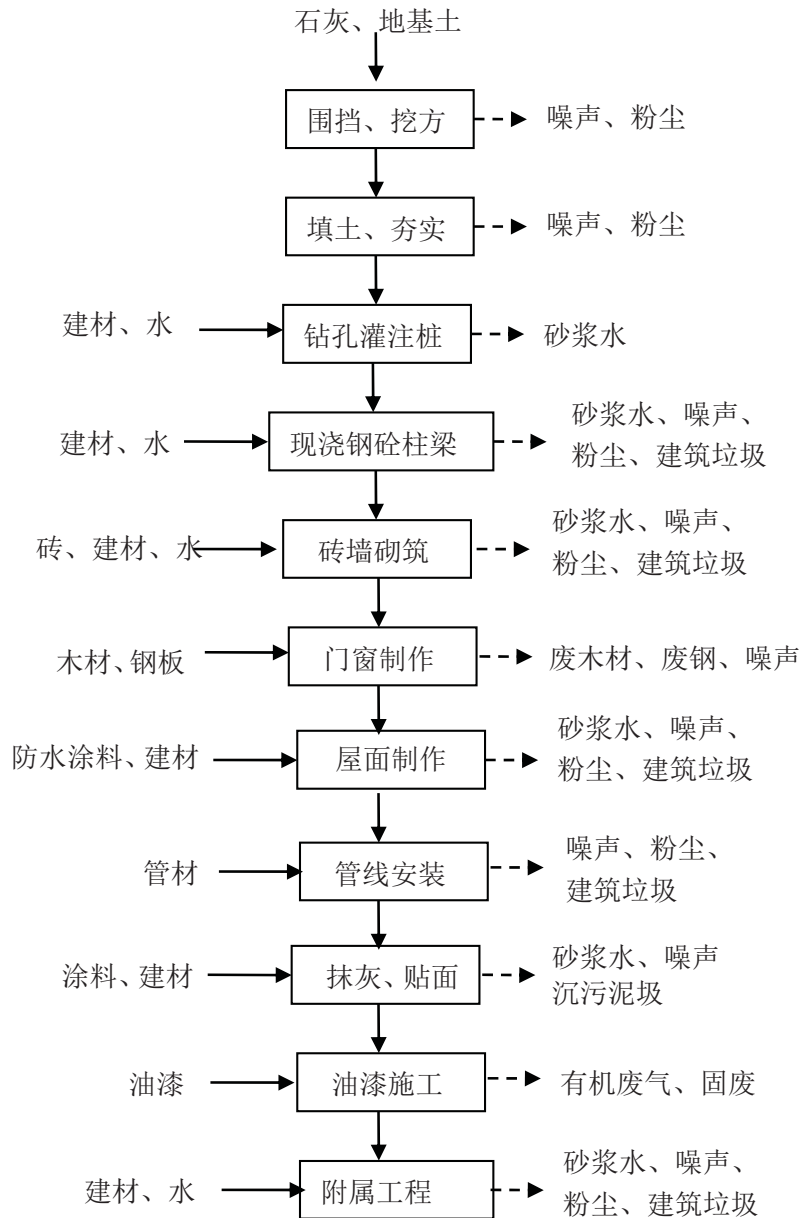 石灰、地基土
围挡、挖方
噪声、粉尘
填土、夯实
噪声、粉尘
建材、水
钻孔灌注桩
砂浆水
建材、水
现浇钢砼柱梁
砂浆水、噪声、
粉尘、建筑垃圾
砖、建材、水
砖墙砌筑
砂浆水、噪声、
粉尘、建筑垃圾
木材、钢板
门窗制作
废木材、废钢、噪声
防水涂料、建材
屋面制作
砂浆水、噪声、
粉尘、建筑垃圾
管材
管线安装
噪声、粉尘、
建筑垃圾
涂料、建材
抹灰、贴面
砂浆水、噪声
沉污泥圾
油漆
油漆施工
有机废气、固废
建材、水
附属工程
砂浆水、噪声、
粉尘、建筑垃圾